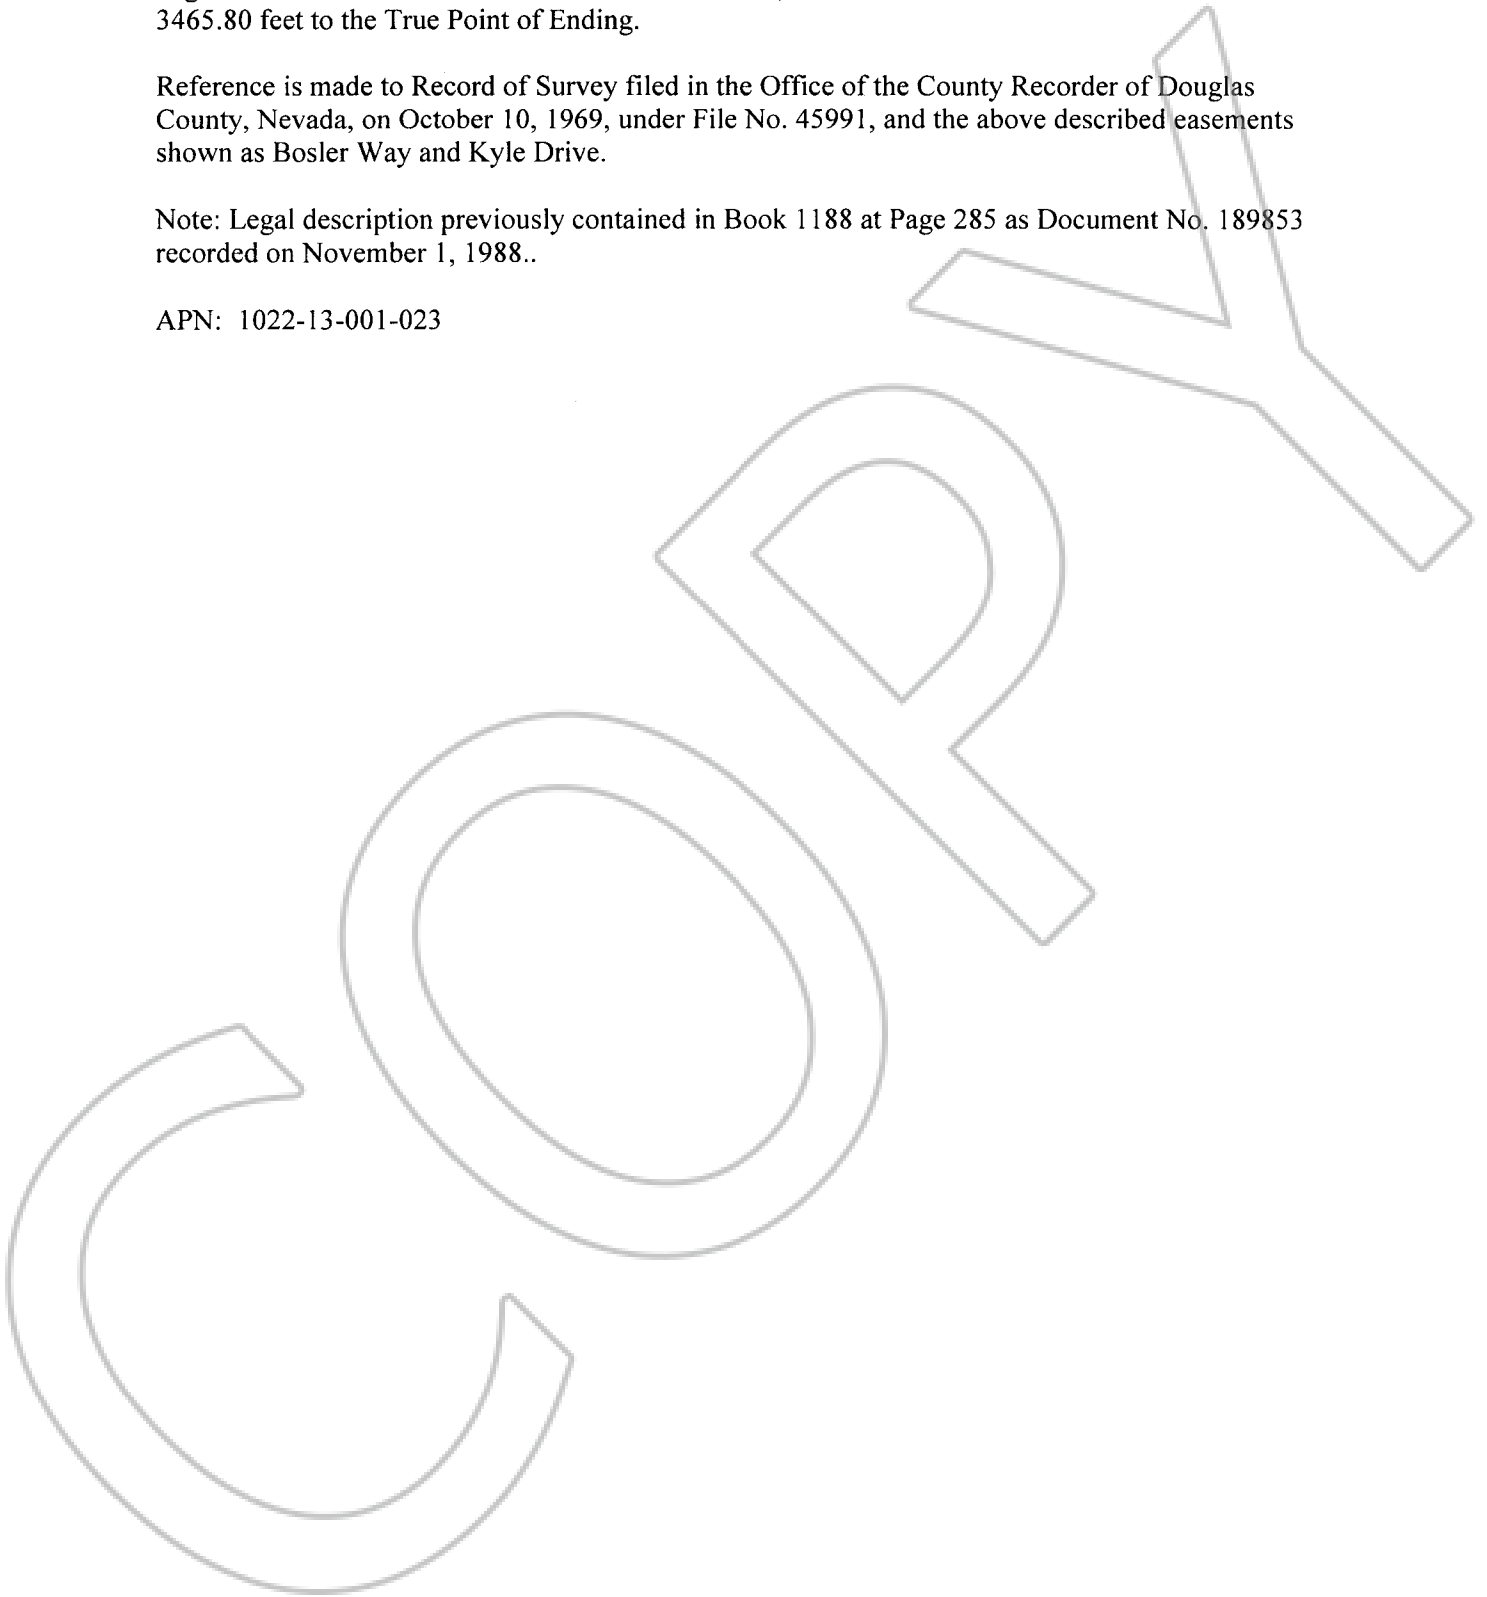 3465.80 feet to the True Point of Ending.
Reference is made to Record of Survey filed in the Office of the County Recorder of Douglas
County, Nevada, on October 10, 1969, under File No. 45991, and the above described easements
shown as Bosler Way and Kyle Drive.
Note: Legal description previously contained in Book 1188 at Page 285 as Document No. 189853
recorded on November 1, 1988..
APN: 1022-13-001-023
COPY